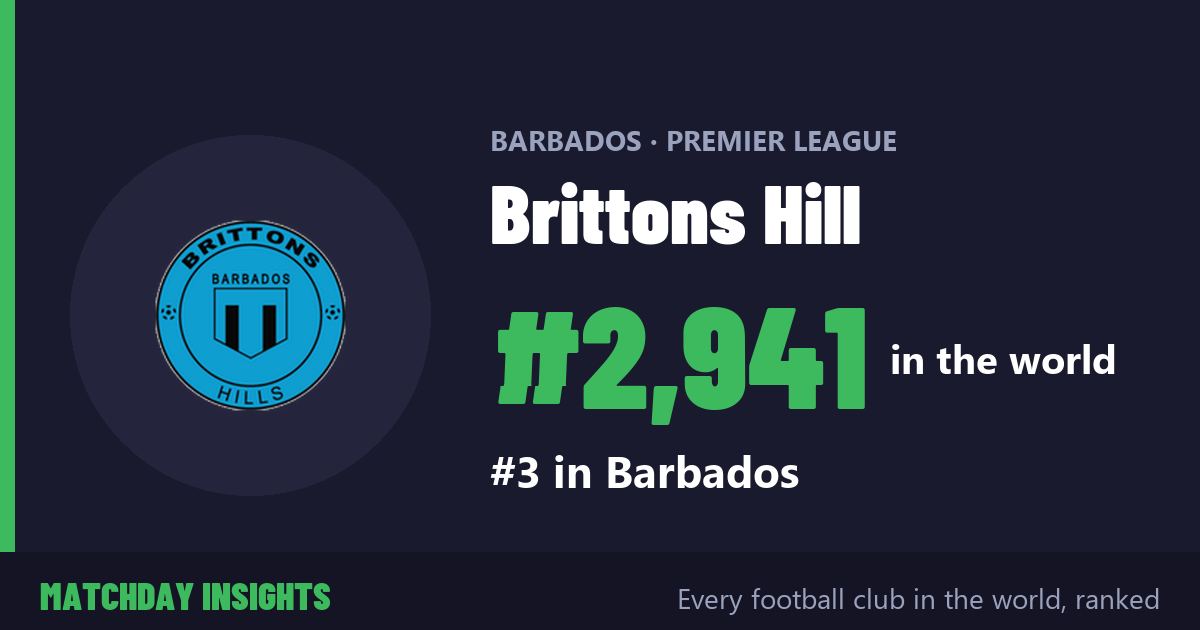 BARBADOS · PREMIER LEAGUE
Brittons Hill
BRITTONS
BARBADOS
HILLS
#2,941 in the world
#3 in Barbados
MATCHDAY INSIGHTS
Every football club in the world, ranked